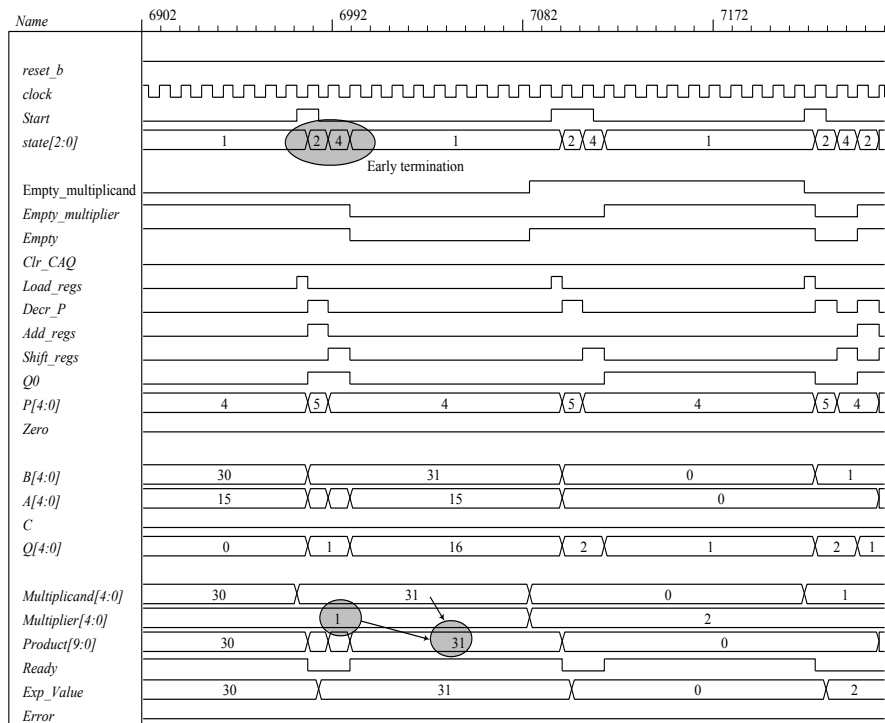 Name 6902 6992 7082 7172
reset_b
clock
Start
state[2:0] 1 2 4 1 2 4 1 2 4 2
Early termination
Empty_multiplicand
Empty_multiplier
Empty
Clr_CAQ
Load_regs
Decr_P
Add_regs
Shift_regs
Q0
P[4:0] 4 5 4 5 4 5 4
Zero
B[4:0] 30 31 0 1
A[4:0] 15 15 0
C
Q[4:0] 0 1 16 2 1 2 1
Multiplicand[4:0] 30 31 0 1
Multiplier[4:0] 1 2
Product[9:0] 30 31 0
Ready
Exp_Value 30 31 0 2
Error